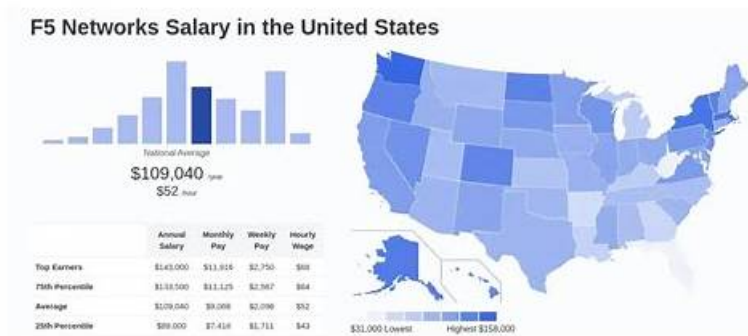 F5 Networks Salary in the United States
National Average
$109,040 /year
$52 /hour
Annual Salary Monthly Pay Weekly Pay Hourly Wage
Top Earners $143,000 $11,916 $2,750 $69
75th Percentile $133,500 $11,125 $2,567 $64
Average $109,040 $9,086 $2,096 $52
25th Percentile $89,000 $7,416 $1,711 $43
$31,000 Lowest Highest $158,000